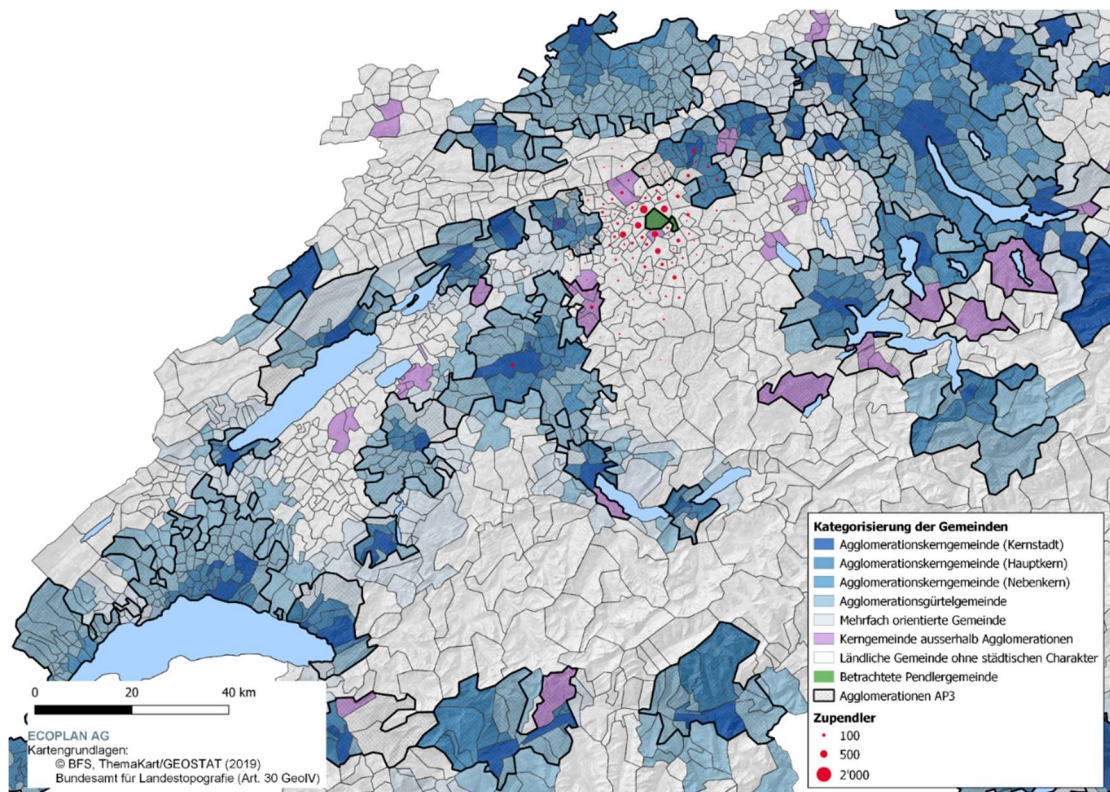 Kategorisierung der Gemeinden
Agglomerationskerngemeinde (Kernstadt)
Agglomerationskerngemeinde (Hauptkern)
Agglomerationskerngemeinde (Nebenkern)
Agglomerationsgürtelgemeinde
Mehrfach orientierte Gemeinde
Kerngemeinde ausserhalb Agglomerationen
Ländliche Gemeinde ohne städtischen Charakter
Betrachtete Pendlergemeinde
Agglomerationen AP3
Zupendler
100
500
2'000
0 20 40 km
ECOPLAN AG
Kartengrundlagen:
© BFS, ThemaKart/GEOSTAT (2019)
Bundesamt für Landestopografie (Art. 30 GeoIV)